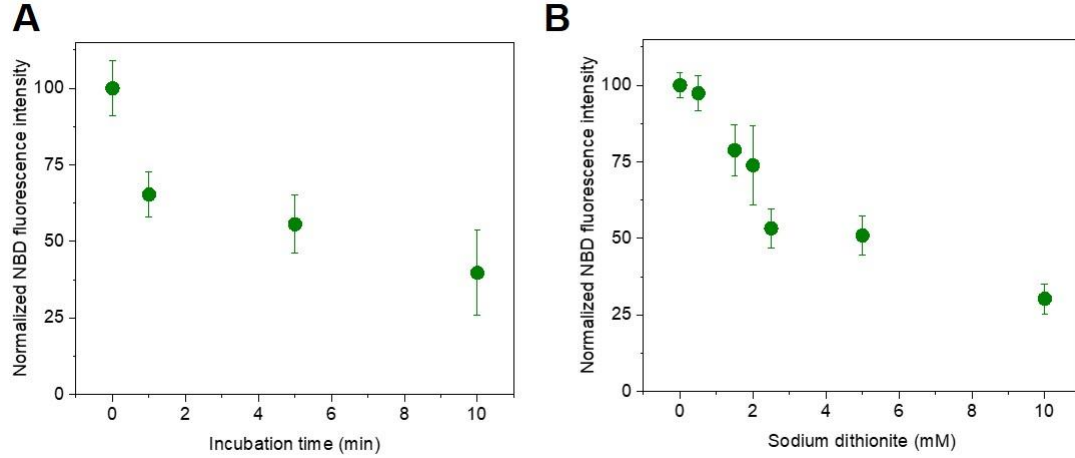 A
Normalized NBD fluorescence intensity
100
75
50
25
0
0 2 4 6 8 10
Incubation time (min)
B
Normalized NBD fluorescence intensity
100
75
50
25
0
0 2 4 6 8 10
Sodium dithionite (mM)